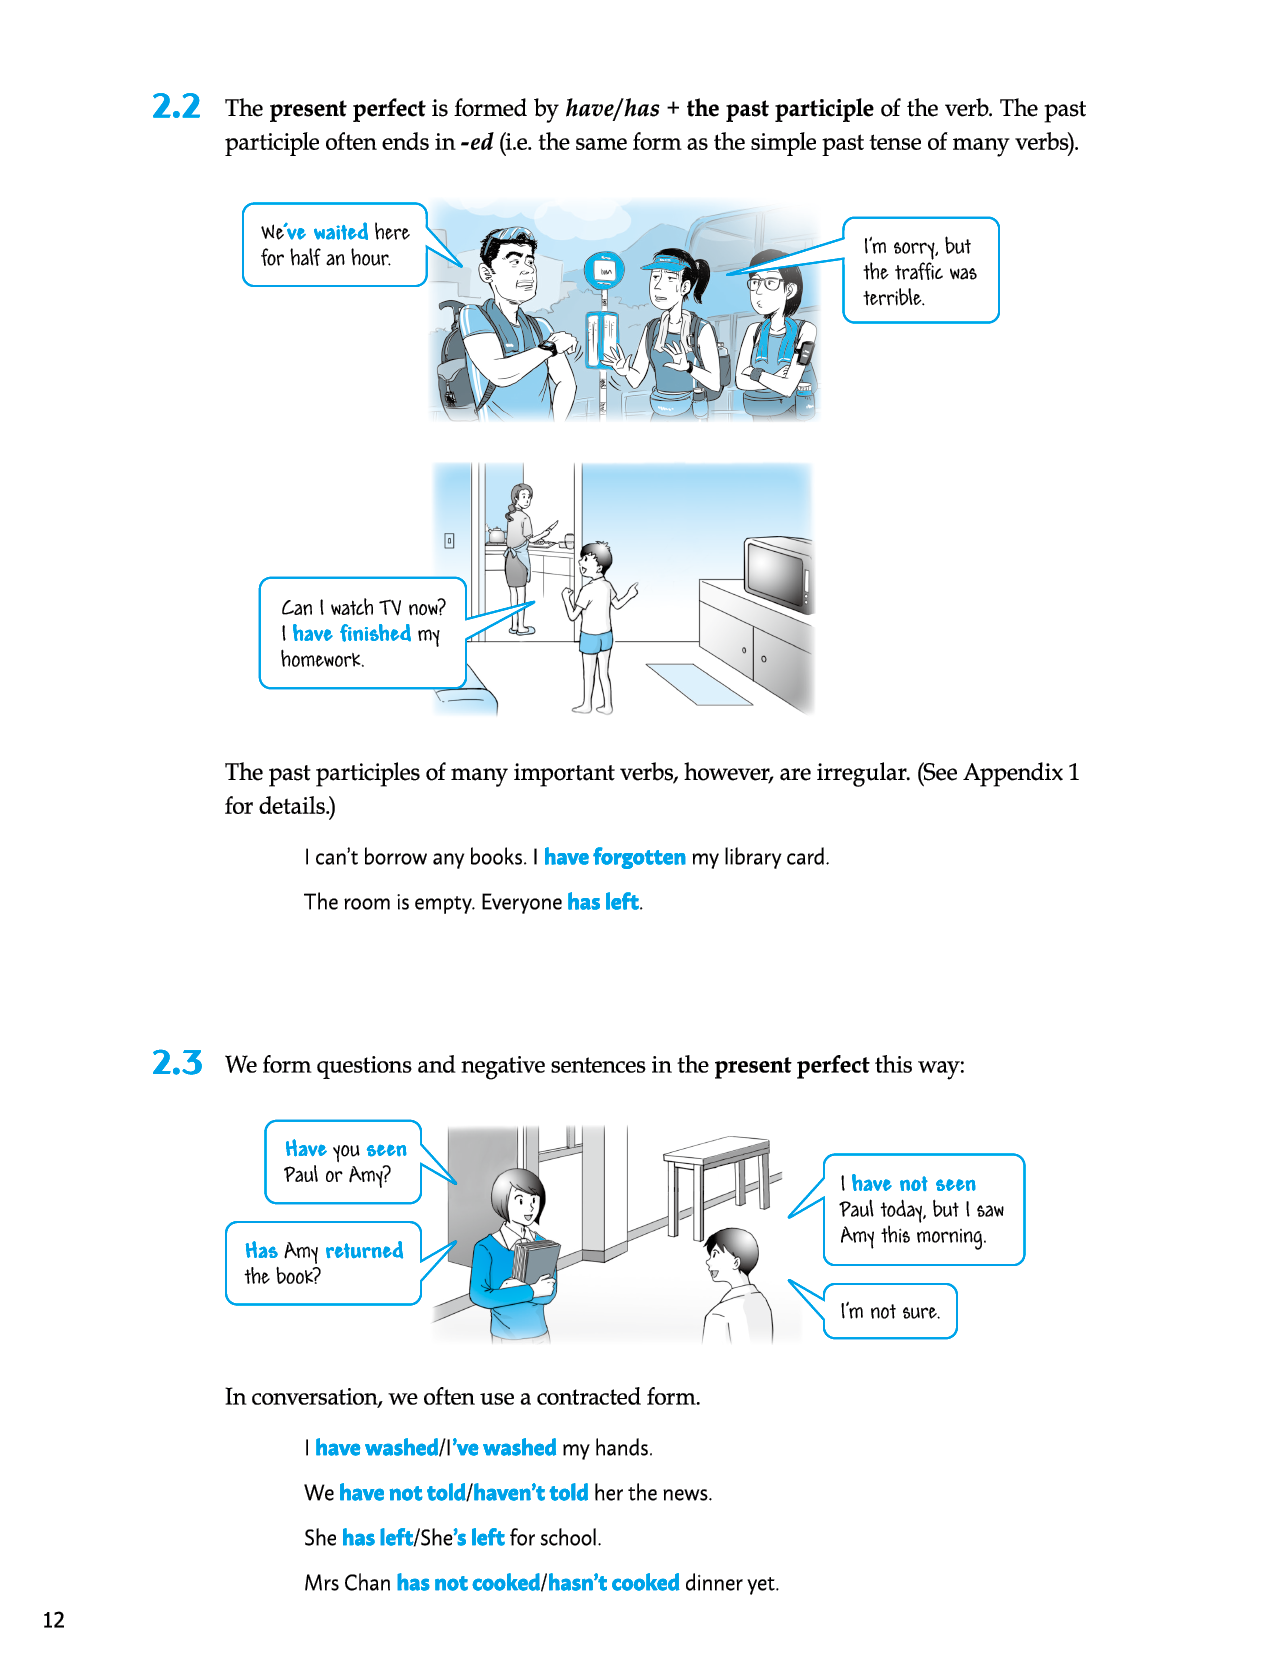 2.2 The present perfect is formed by have/has + the past participle of the verb. The past
participle often ends in -ed (i.e. the same form as the simple past tense of many verbs).
We've waited here
for half an hour.
I'm sorry, but
the traffic was
terrible.
Can I watch TV now?
I have finished my
homework.
The past participles of many important verbs, however, are irregular. (See Appendix 1
for details.)
I can't borrow any books. I have forgotten my library card.
The room is empty. Everyone has left.
2.3 We form questions and negative sentences in the present perfect this way:
Have you seen
Paul or Amy?
I have not seen
Paul today, but I saw
Amy this morning.
Has Amy returned
the book?
I'm not sure.
In conversation, we often use a contracted form.
I have washed/I've washed my hands.
We have not told/haven't told her the news.
She has left/She's left for school.
Mrs Chan has not cooked/hasn't cooked dinner yet.
12